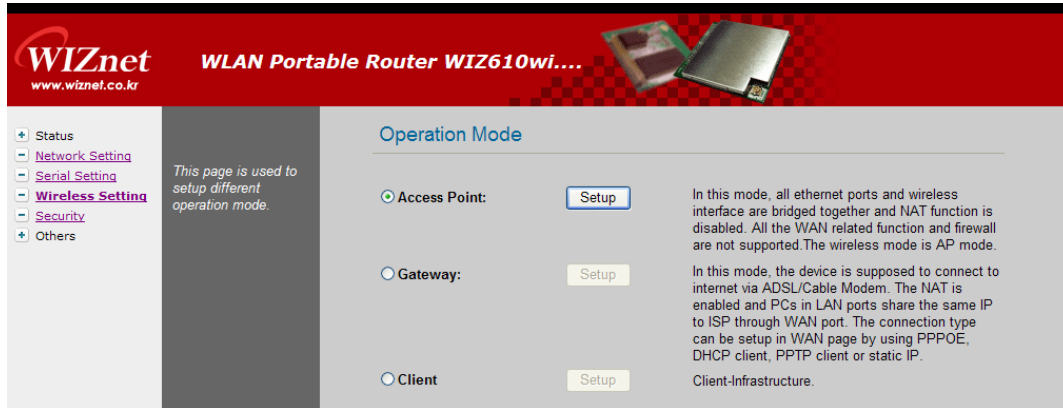 WIZnet
www.wiznet.co.kr
WLAN Portable Router WIZ610wi....
Status
Network Setting
Serial Setting
Wireless Setting
Security
Others
This page is used to
setup different
operation mode.
Operation Mode
Access Point:
Setup
In this mode, all ethernet ports and wireless
interface are bridged together and NAT function is
disabled. All the WAN related function and firewall
are not supported.The wireless mode is AP mode.
Gateway:
Setup
In this mode, the device is supposed to connect to
internet via ADSL/Cable Modem. The NAT is
enabled and PCs in LAN ports share the same IP
to ISP through WAN port. The connection type
can be setup in WAN page by using PPPOE,
DHCP client, PPTP client or static IP.
Client
Setup
Client-Infrastructure.